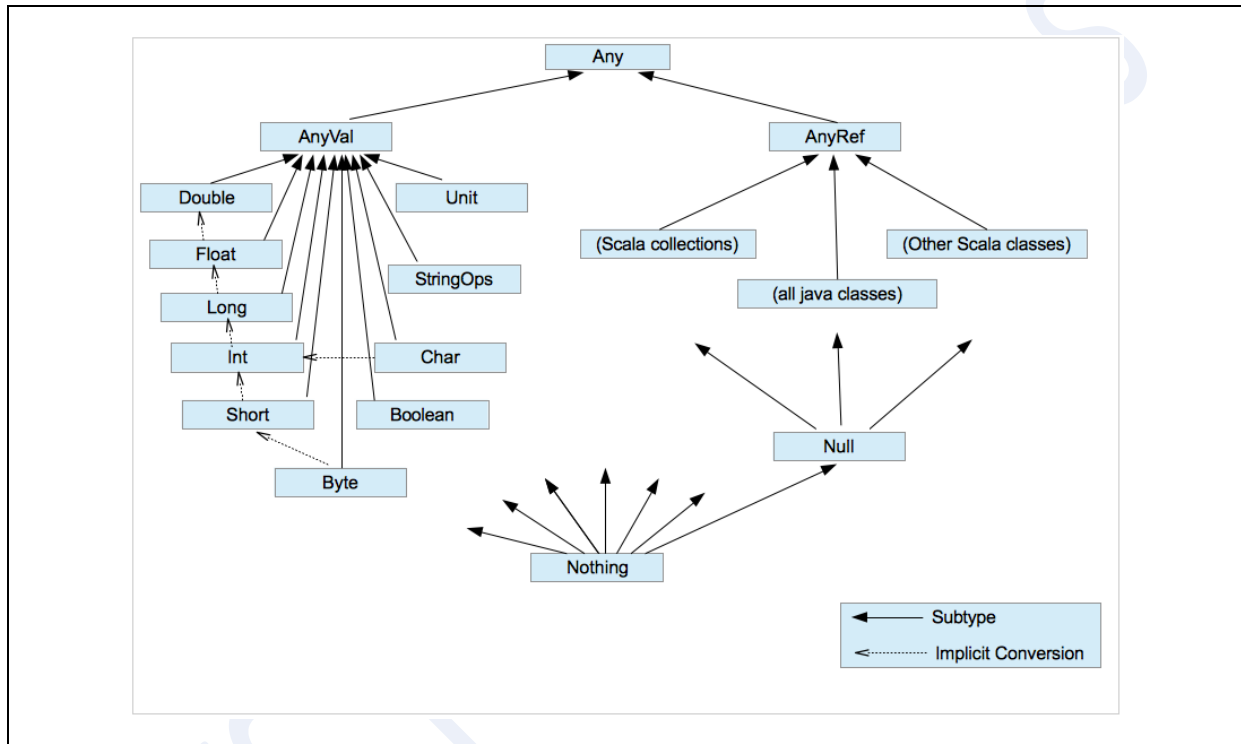 Any
AnyVal
AnyRef
Double
Unit
Float
(Scala collections)
(Other Scala classes)
StringOps
(all java classes)
Long
Int
Char
Short
Boolean
Null
Byte
Nothing
Subtype
Implicit Conversion